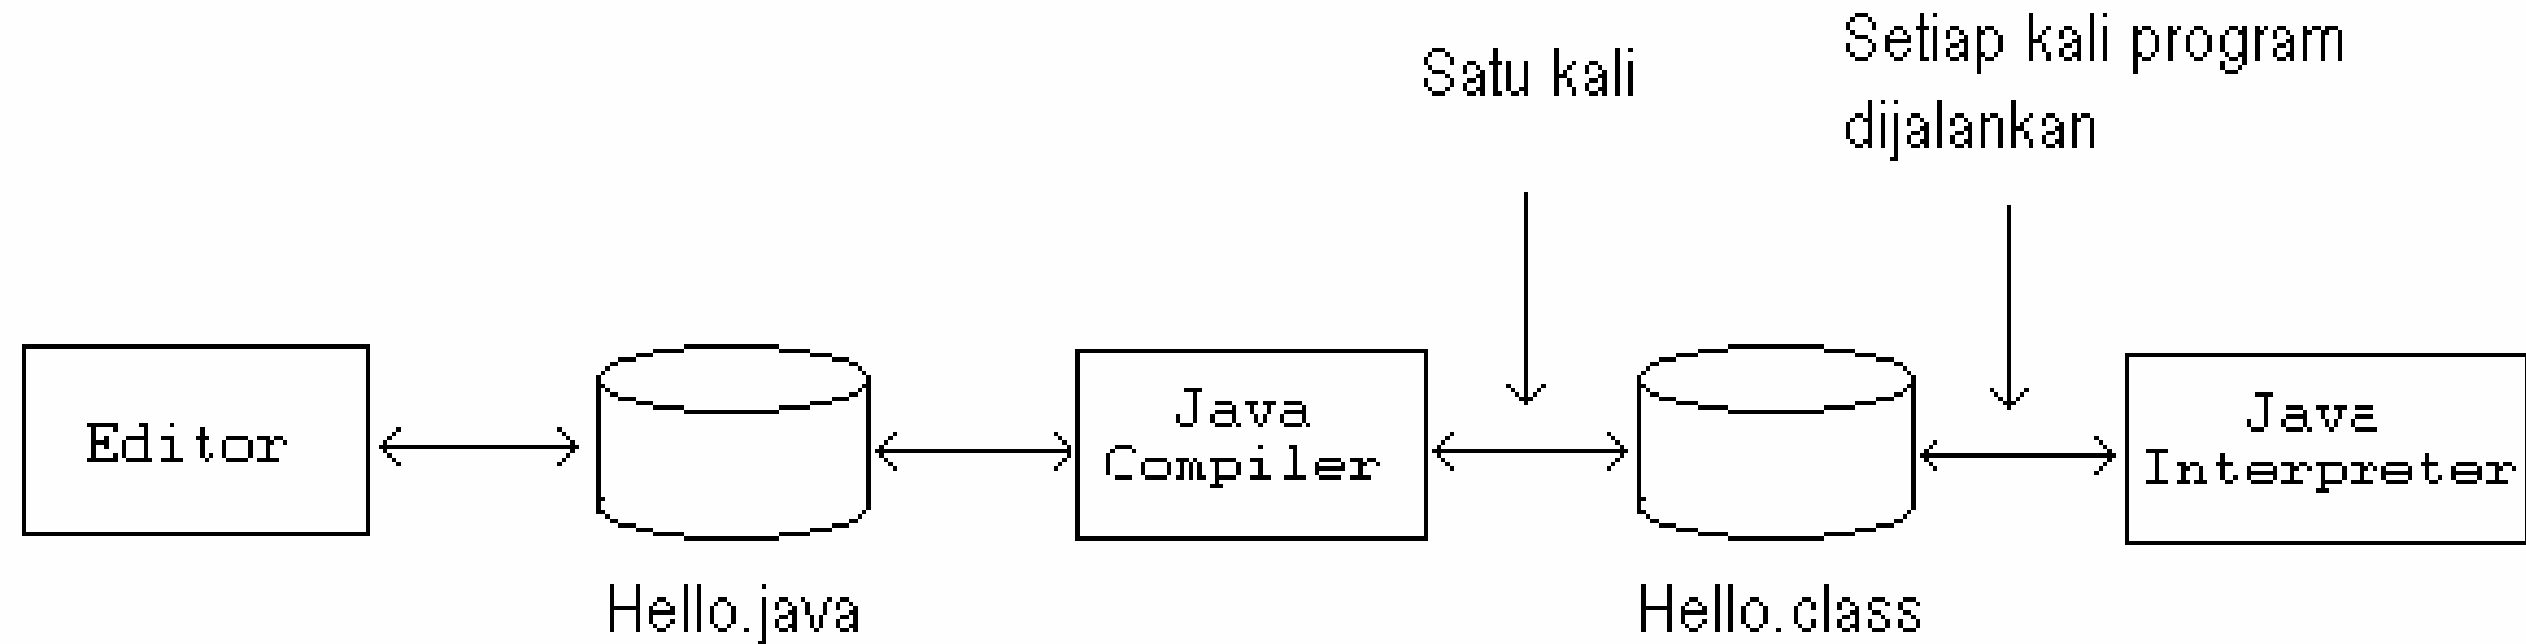 Satu kali
Setiap kali program
dijalankan
Editor
Java
Compiler
Java
Interpreter
Hello.java
Hello.class